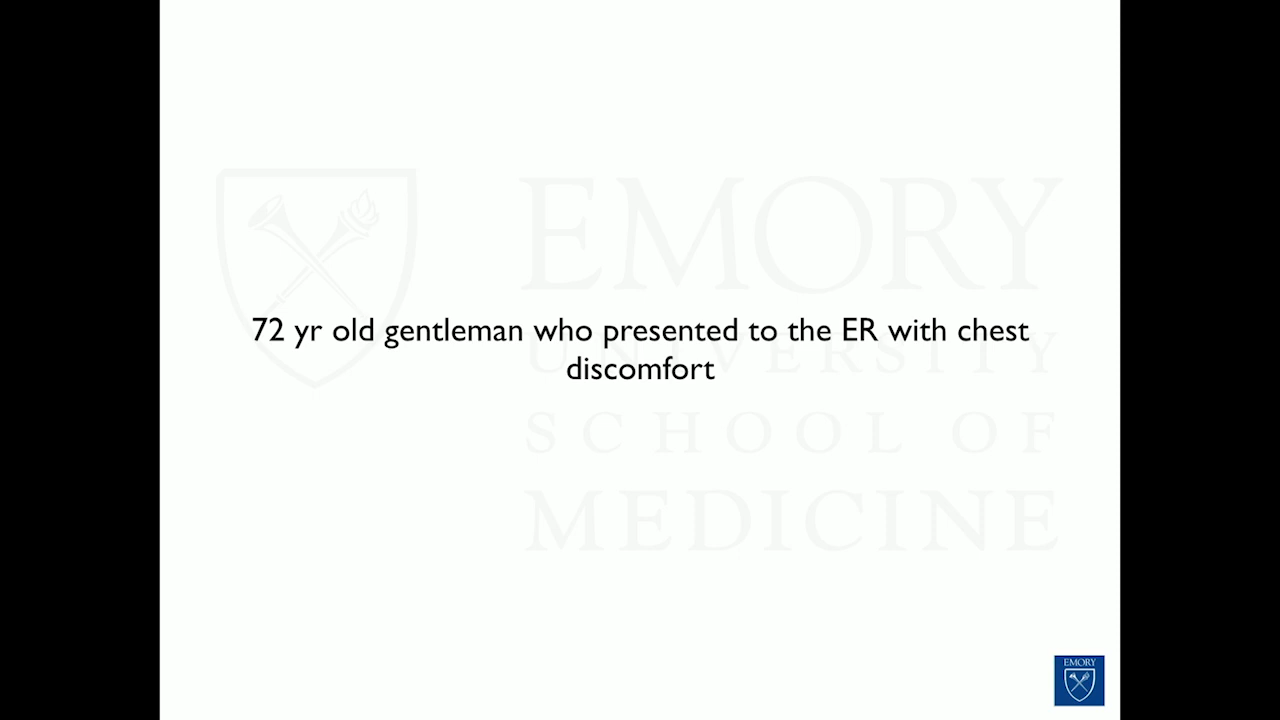 EMORY
72 yr old gentleman who presented to the ER with chest
UNIVERSITY
discomfort
SCHOOL OF
MEDICINE
EMORY